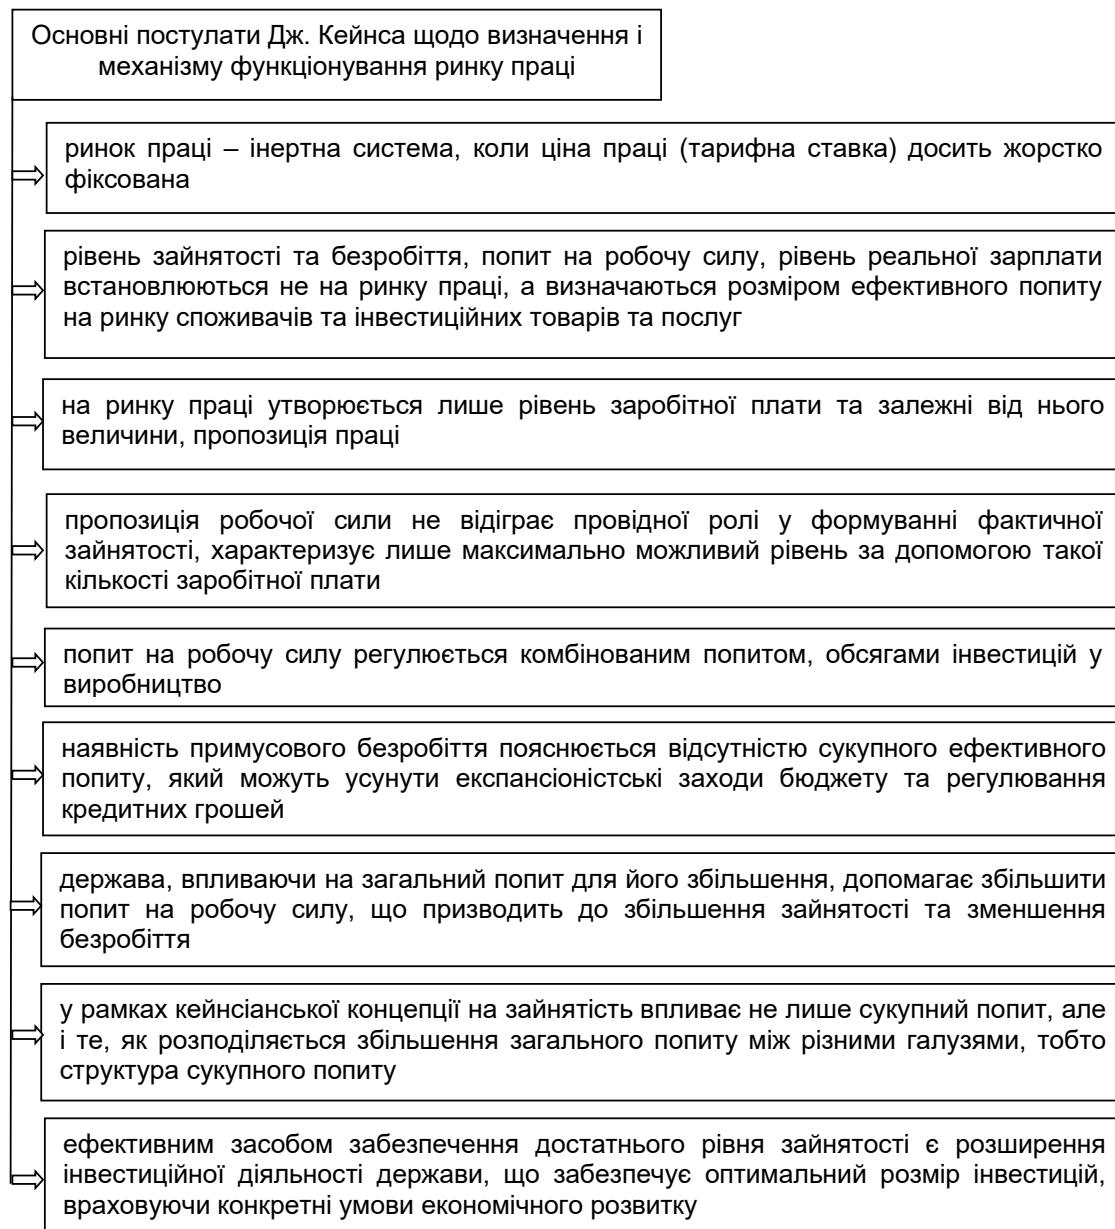 Основні постулати Дж. Кейнса щодо визначення і
механізму функціонування ринку праці
ринок праці – інертна система, коли ціна праці (тарифна ставка) досить жорстко
фіксована
рівень зайнятості та безробіття, попит на робочу силу, рівень реальної зарплати
встановлюються не на ринку праці, а визначаються розміром ефективного попиту
на ринку споживачів та інвестиційних товарів та послуг
на ринку праці утворюється лише рівень заробітної плати та залежні від нього
величини, пропозиція праці
пропозиція робочої сили не відіграє провідної ролі у формуванні фактичної
зайнятості, характеризує лише максимально можливий рівень за допомогою такої
кількості заробітної плати
попит на робочу силу регулюється комбінованим попитом, обсягами інвестицій у
виробництво
наявність примусового безробіття пояснюється відсутністю сукупного ефективного
попиту, який можуть усунути експансіоністські заходи бюджету та регулювання
кредитних грошей
держава, впливаючи на загальний попит для його збільшення, допомагає збільшити
попит на робочу силу, що призводить до збільшення зайнятості та зменшення
безробіття
у рамках кейнсіанської концепції на зайнятість впливає не лише сукупний попит, але
і те, як розподіляється збільшення загального попиту між різними галузями, тобто
структура сукупного попиту
ефективним засобом забезпечення достатнього рівня зайнятості є розширення
інвестиційної діяльності держави, що забезпечує оптимальний розмір інвестицій,
враховуючи конкретні умови економічного розвитку